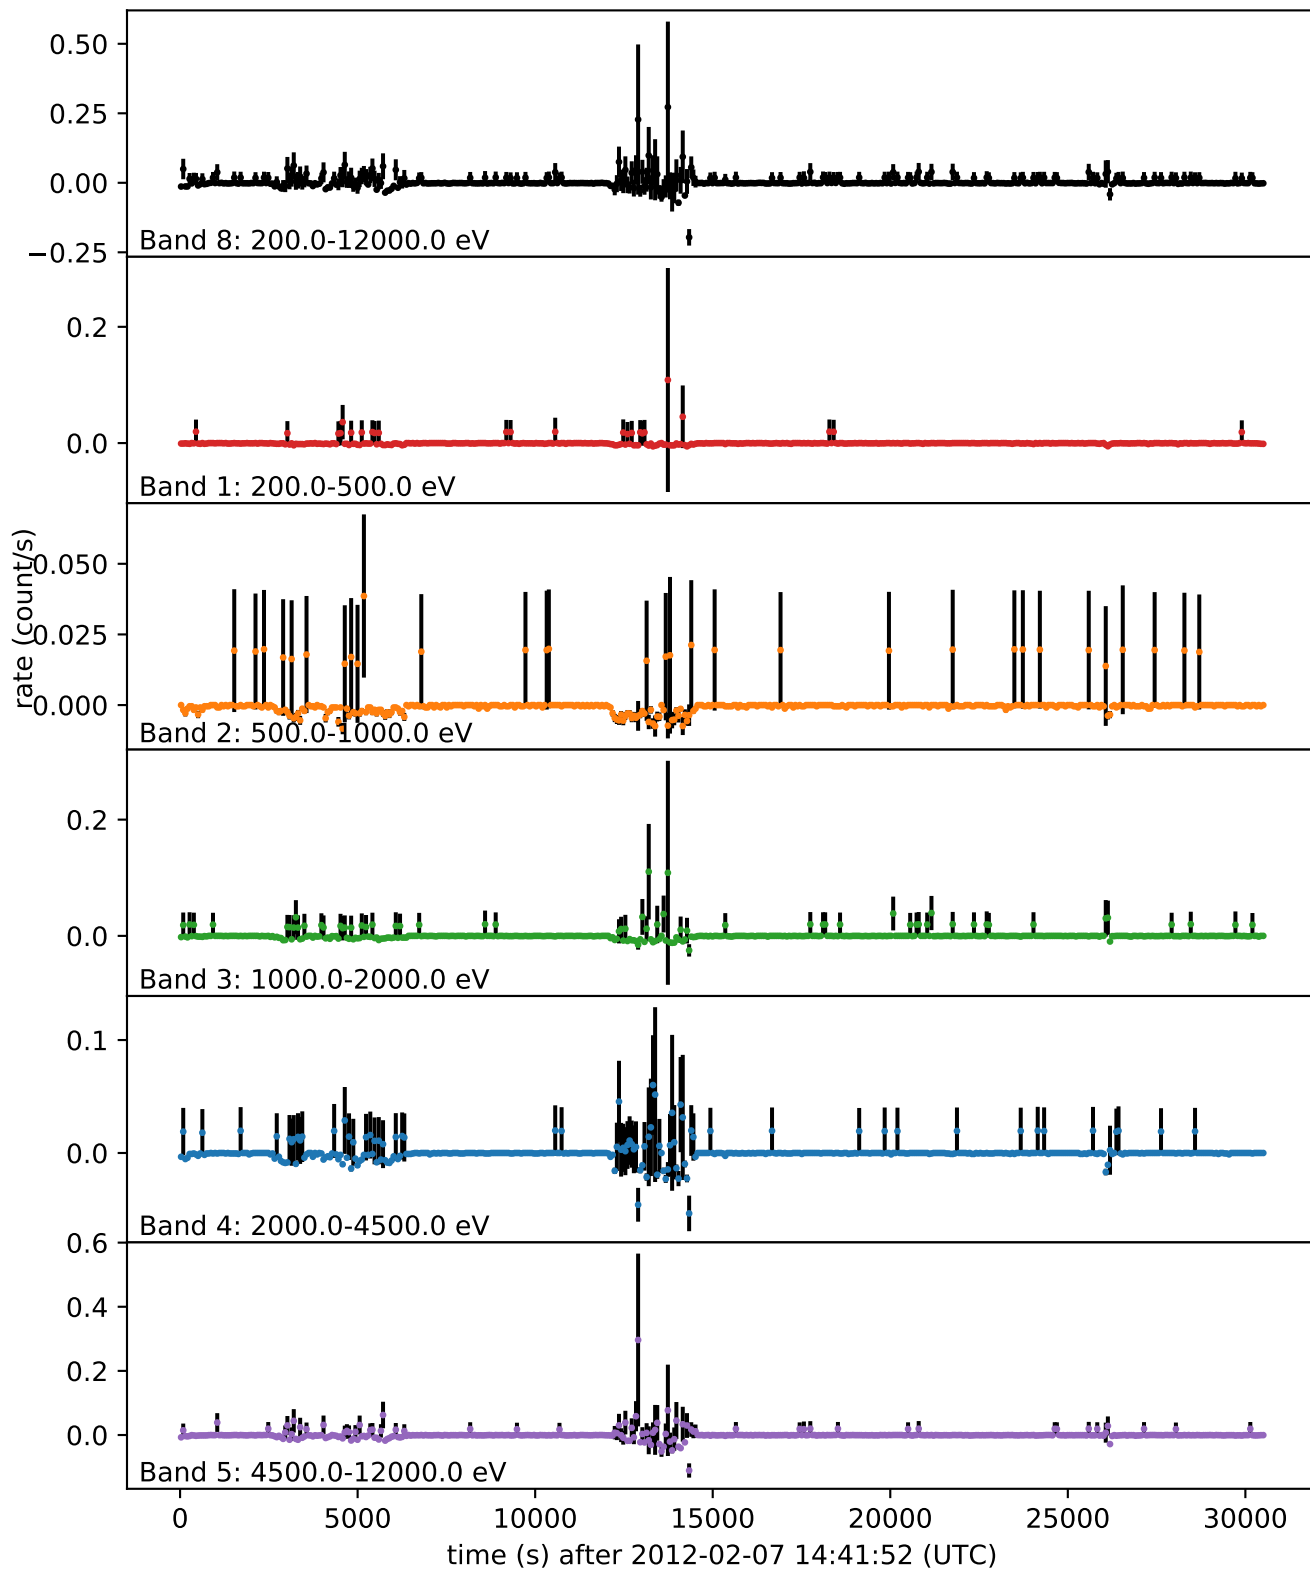 0.50
0.25
0.00
−0.25
Band 8: 200.0-12000.0 eV
0.2
0.0
Band 1: 200.0-500.0 eV
rate (count/s)
0.050
0.025
0.000
Band 2: 500.0-1000.0 eV
0.2
0.0
Band 3: 1000.0-2000.0 eV
0.1
0.0
Band 4: 2000.0-4500.0 eV
0.6
0.4
0.2
0.0
Band 5: 4500.0-12000.0 eV
0 5000 10000 15000 20000 25000 30000
time (s) after 2012-02-07 14:41:52 (UTC)